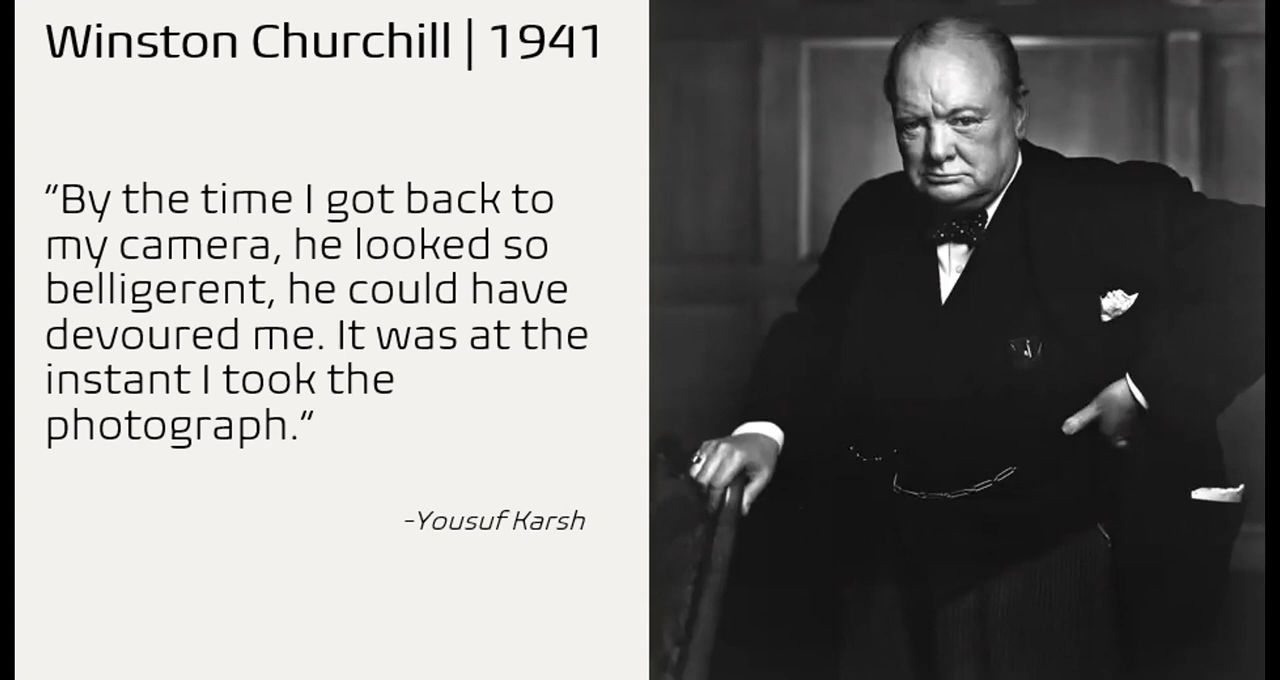 Winston Churchill | 1941
“By the time I got back to
my camera, he looked so
belligerent, he could have
devoured me. It was at the
instant I took the
photograph.”
-Yousuf Karsh